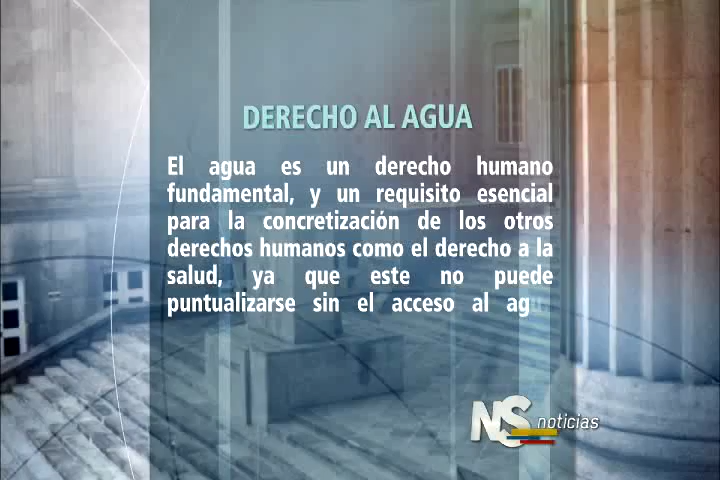 DERECHO AL AGUA
El agua es un derecho humano
fundamental, y un requisito esencial
para la concretización de los otros
derechos humanos como el derecho a la
salud, ya que este no puede
puntualizarse sin el acceso al agu
NS noticias